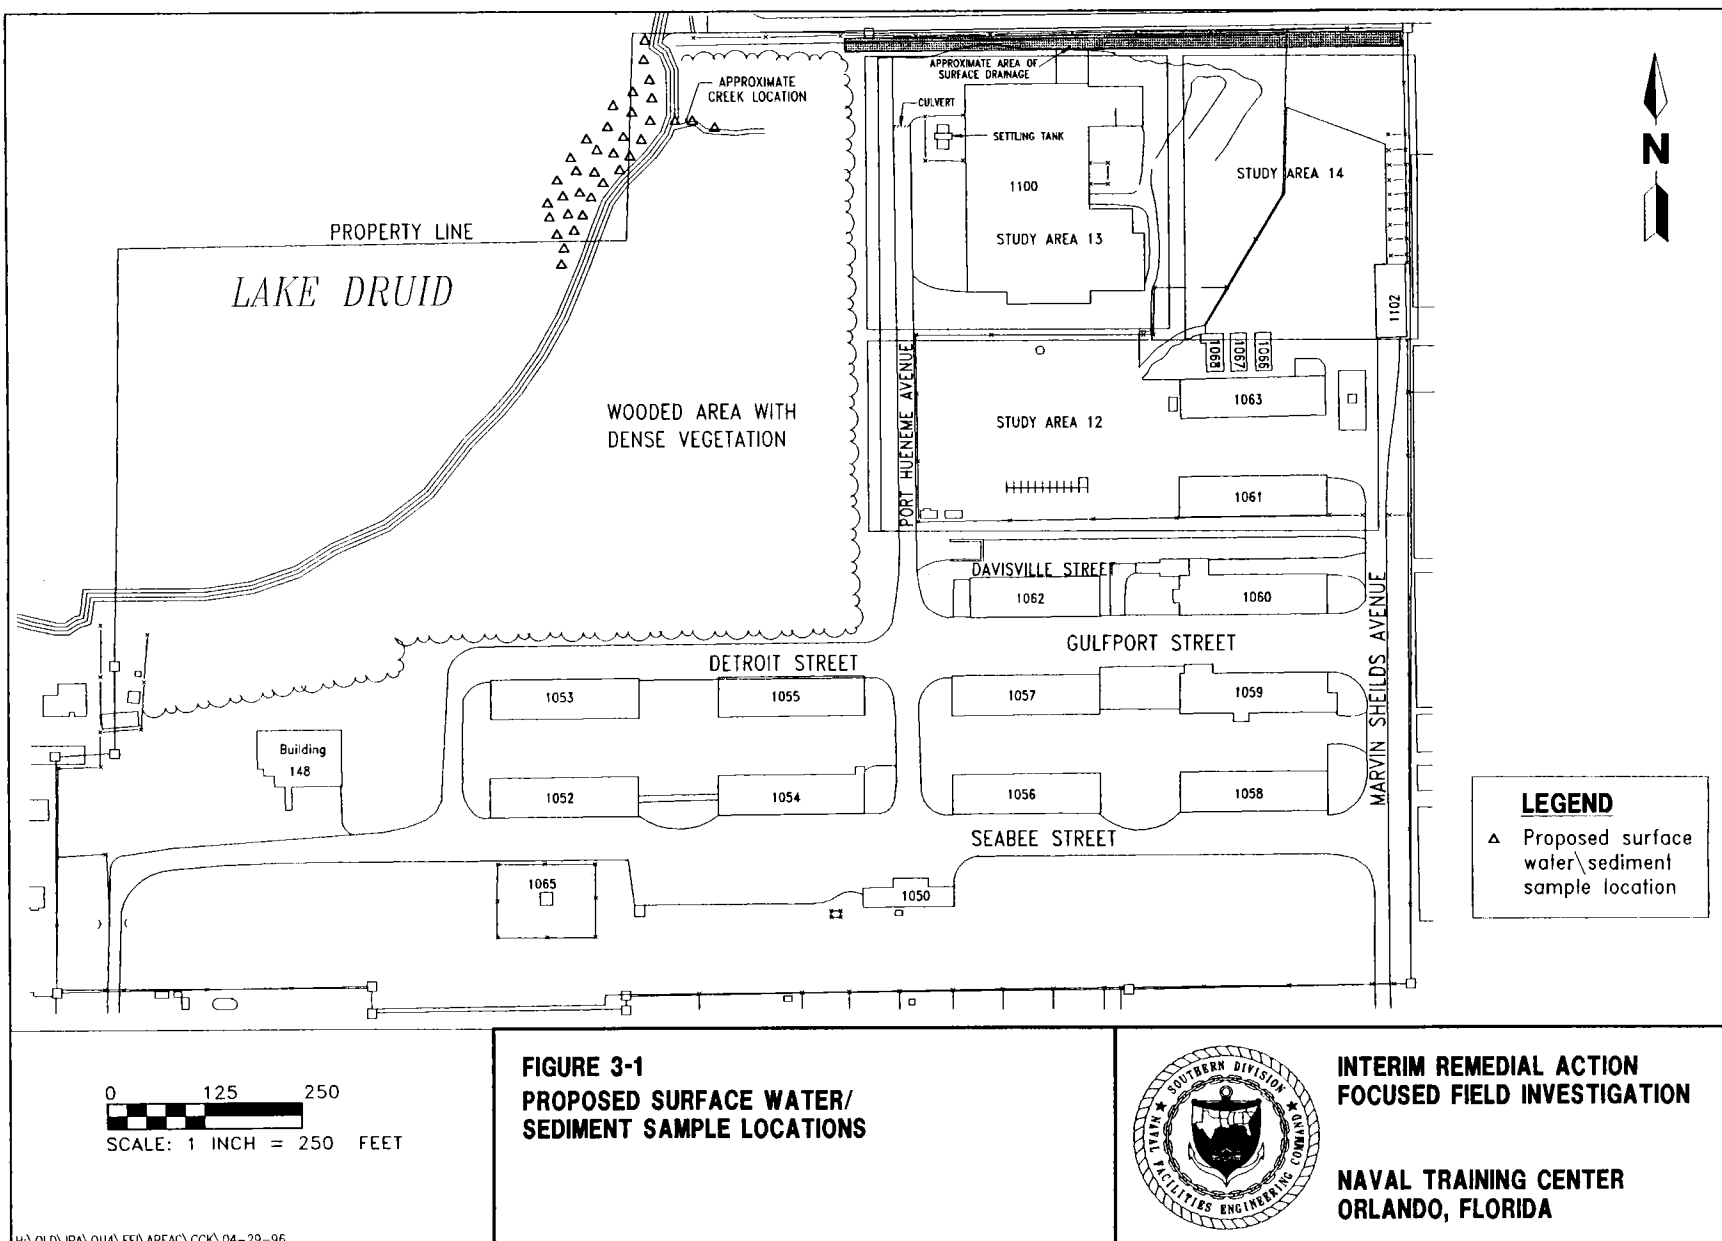 APPROXIMATE
CREEK LOCATION
APPROXIMATE AREA OF
SURFACE DRAINAGE
CULVERT
SETTLING TANK
1100
STUDY AREA 13
STUDY AREA 14
N
PROPERTY LINE
LAKE DRUID
1102
1068
1067
1066
1063
PORT HUENEME AVENUE
WOODED AREA WITH
DENSE VEGETATION
STUDY AREA 12
1061
DAVISVILLE STREET
1062
1060
GULFPORT STREET
MARVIN SHEILDS AVENUE
DETROIT STREET
1053
1055
1057
1059
Building
148
1052
1054
1056
1058
SEABEE STREET
1065
1050
LEGEND
Proposed surface
water\sediment
sample location
0 125 250
SCALE: 1 INCH = 250 FEET
FIGURE 3-1
PROPOSED SURFACE WATER/
SEDIMENT SAMPLE LOCATIONS
SOUTHERN DIVISION
NAVAL FACILITIES ENGINEERING COMMAND
INTERIM REMEDIAL ACTION
FOCUSED FIELD INVESTIGATION
NAVAL TRAINING CENTER
ORLANDO, FLORIDA